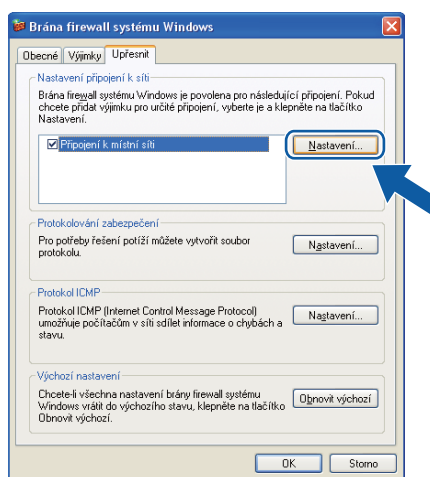 Brána firewall systému Windows
Obecné Výjimky Upřesnit
Nastavení připojení k síti
Brána firewall systému Windows je povolena pro následující připojení. Pokud
chcete přidat výjimku pro určité připojení, vyberte je a klepněte na tlačítko
Nastavení.
Připojení k místní síti
Nastavení...
Protokolování zabezpečení
Pro potřeby řešení potíží můžete vytvořit soubor
protokolu.
Nastavení...
Protokol ICMP
Protokol ICMP (Internet Control Message Protocol)
umožňuje počítačům v síti sdílet informace o chybách a
stavu.
Nastavení...
Výchozí nastavení
Chcete-li všechna nastavení brány firewall systému
Windows vrátit do výchozího stavu, klepněte na tlačítko
Obnovit výchozí.
Obnovit výchozí
OK Storno